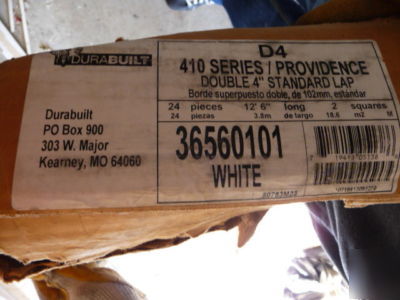 DURABUILT
D4
410 SERIES / PROVIDENCE
DOUBLE 4" STANDARD LAP
Borde superpuesto doble, de 102mm, estándar
24 pieces 12' 6" long 2 squares
24 piezas 3.8m de largo 18.6 m2 M
Durabuilt
PO Box 900
303 W. Major
Kearney, MO 64060
36560101
WHITE